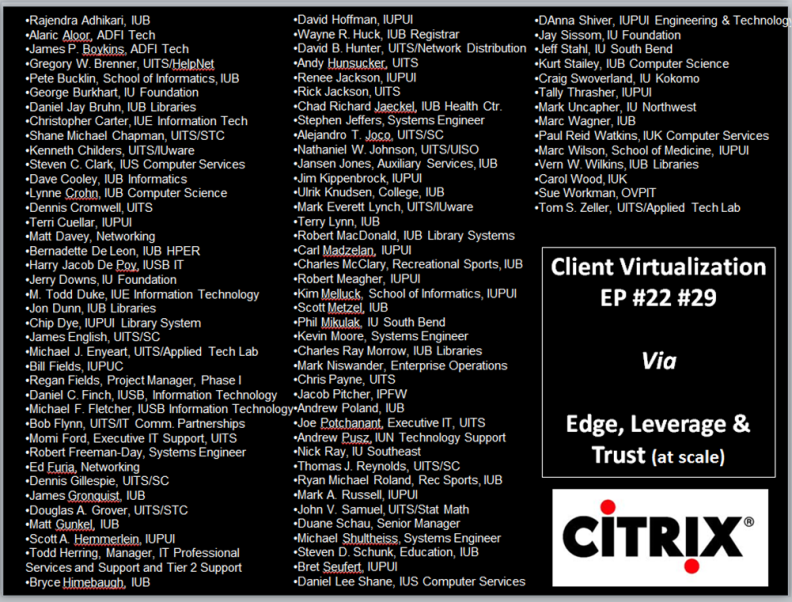 •Rajendra Adhikari, IUB
•Alaric Aloor, ADFI Tech
•James P. Boykins, ADFI Tech
•Gregory W. Brenner, UITS/HelpNet
•Pete Bucklin, School of Informatics, IUB
•George Burkhart, IU Foundation
•Daniel Jay Bruhn, IUB Libraries
•Christopher Carter, IUE Information Tech
•Shane Michael Chapman, UITS/STC
•Kenneth Childers, UITS/IUware
•Steven C. Clark, IUS Computer Services
•Dave Cooley, IUB Informatics
•Lynne Crohn, IUB Computer Science
•Dennis Cromwell, UITS
•Terri Cuellar, IUPUI
•Matt Davey, Networking
•Bernadette De Leon, IUB HPER
•Harry Jacob De Poy, IUSB IT
•Jerry Downs, IU Foundation
•M. Todd Duke, IUE Information Technology
•Jon Dunn, IUB Libraries
•Chip Dye, IUPUI Library System
•James English, UITS/SC
•Michael J. Enyeart, UITS/Applied Tech Lab
•Bill Fields, IUPUC
•Regan Fields, Project Manager, Phase I
•Daniel C. Finch, IUSB, Information Technology
•Michael F. Fletcher, IUSB Information Technology
•Bob Flynn, UITS/IT Comm. Partnerships
•Momi Ford, Executive IT Support, UITS
•Robert Freeman-Day, Systems Engineer
•Ed Furia, Networking
•Dennis Gillespie, UITS/SC
•James Gronquist, IUB
•Douglas A. Grover, UITS/STC
•Matt Gunkel, IUB
•Scott A. Hemmerlein, IUPUI
•Todd Herring, Manager, IT Professional
Services and Support and Tier 2 Support
•Bryce Himebaugh, IUB
•David Hoffman, IUPUI
•Wayne R. Huck, IUB Registrar
•David B. Hunter, UITS/Network Distribution
•Andy Hunsucker, UITS
•Renee Jackson, IUPUI
•Rick Jackson, UITS
•Chad Richard Jaeckel, IUB Health Ctr.
•Stephen Jeffers, Systems Engineer
•Alejandro T. Joco, UITS/SC
•Nathaniel W. Johnson, UITS/UISO
•Jansen Jones, Auxiliary Services, IUB
•Jim Kippenbrock, IUPUI
•Ulrik Knudsen, College, IUB
•Mark Everett Lynch, UITS/IUware
•Terry Lynn, IUB
•Robert MacDonald, IUB Library Systems
•Carl Madzelan, IUPUI
•Charles McClary, Recreational Sports, IUB
•Robert Meagher, IUPUI
•Kim Melluck, School of Informatics, IUPUI
•Scott Metzel, IUB
•Phil Mikulak, IU South Bend
•Kevin Moore, Systems Engineer
•Charles Ray Morrow, IUB Libraries
•Mark Niswander, Enterprise Operations
•Chris Payne, UITS
•Jacob Pitcher, IPFW
•Andrew Poland, IUB
•Joe Potchanant, Executive IT, UITS
•Andrew Pusz, IUN Technology Support
•Nick Ray, IU Southeast
•Thomas J. Reynolds, UITS/SC
•Ryan Michael Roland, Rec Sports, IUB
•Mark A. Russell, IUPUI
•John V. Samuel, UITS/Stat Math
•Duane Schau, Senior Manager
•Michael Shultheiss, Systems Engineer
•Steven D. Schunk, Education, IUB
•Bret Seufert, IUPUI
•Daniel Lee Shane, IUS Computer Services
•DAnna Shiver, IUPUI Engineering & Technology
•Jay Sissom, IU Foundation
•Jeff Stahl, IU South Bend
•Kurt Stailey, IUB Computer Science
•Craig Swoverland, IU Kokomo
•Tally Thrasher, IUPUI
•Mark Uncapher, IU Northwest
•Marc Wagner, IUB
•Paul Reid Watkins, IUK Computer Services
•Marc Wilson, School of Medicine, IUPUI
•Vern W. Wilkins, IUB Libraries
•Carol Wood, IUK
•Sue Workman, OVPIT
•Tom S. Zeller, UITS/Applied Tech Lab
Client Virtualization
EP #22 #29
Via
Edge, Leverage &
Trust (at scale)
CITRIX®